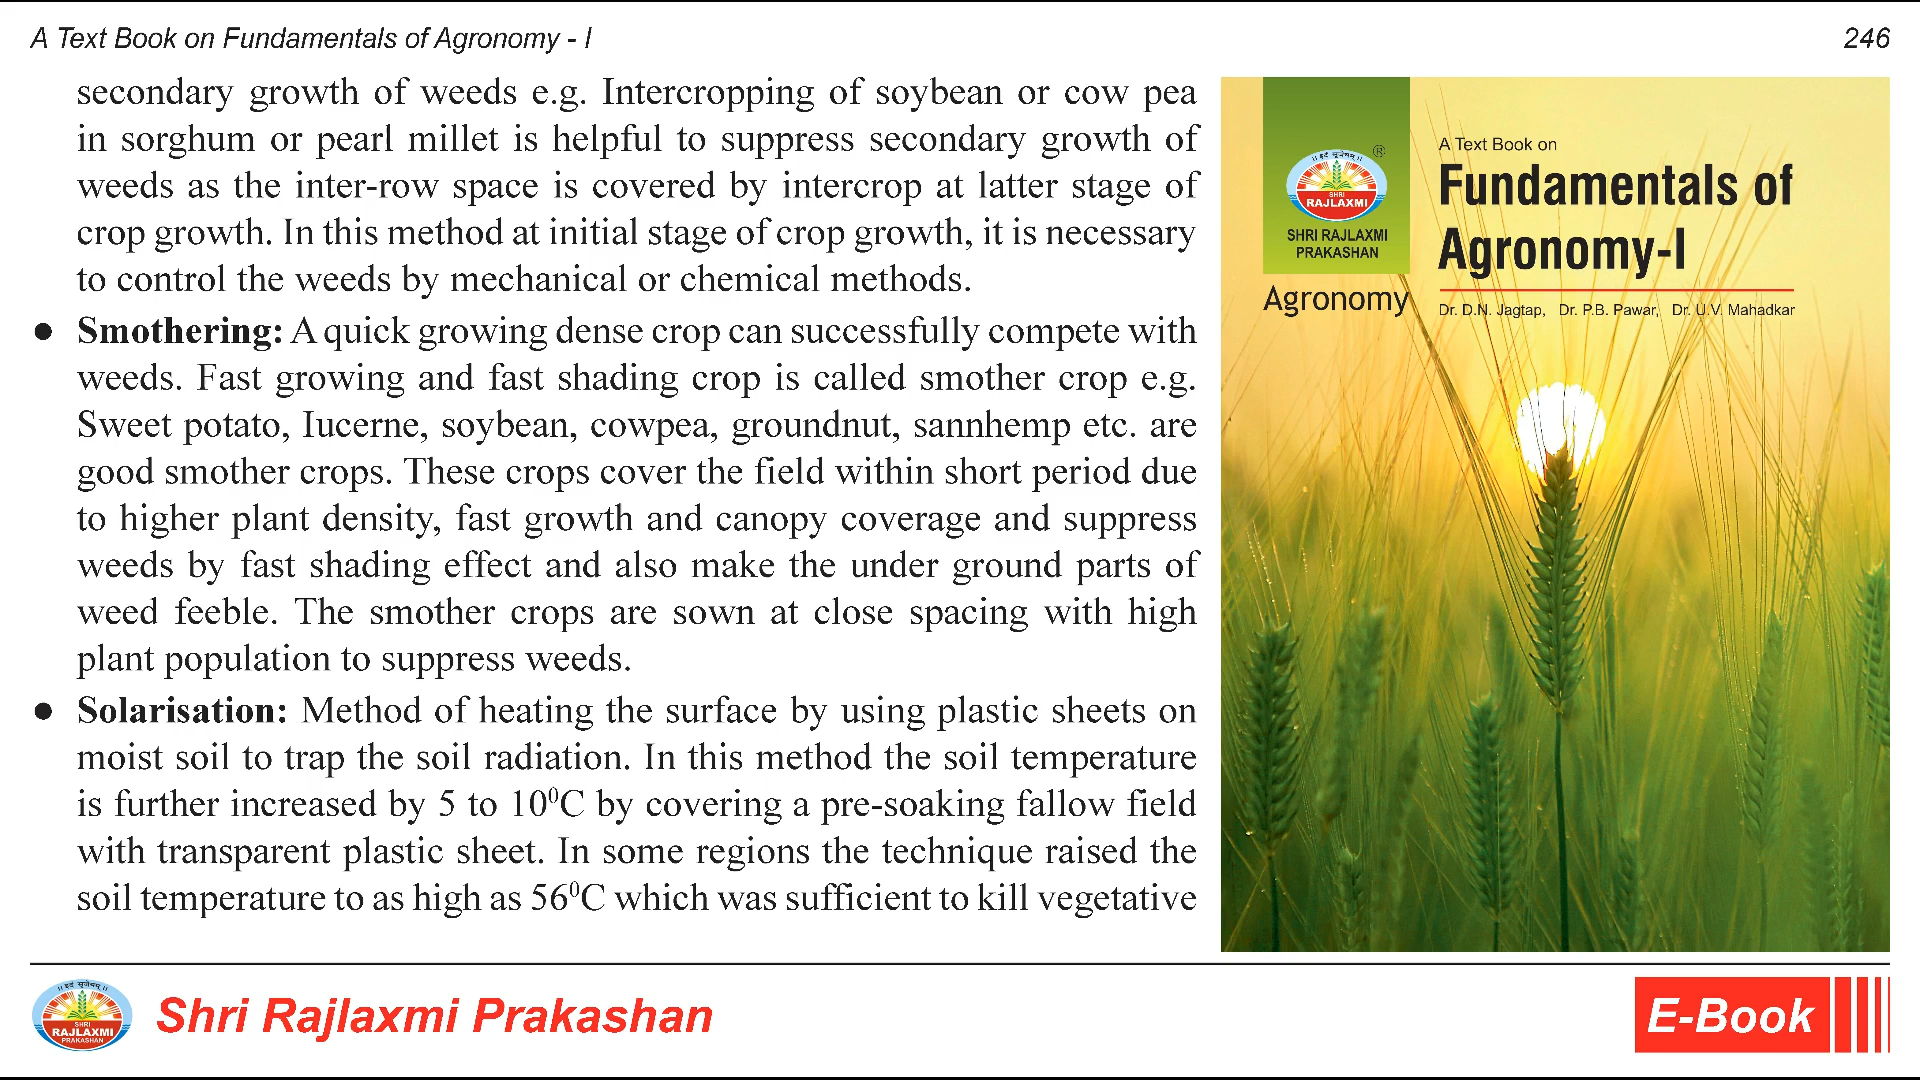 A Text Book on Fundamentals of Agronomy - I
246
secondary growth of weeds e.g. Intercropping of soybean or cow pea
in sorghum or pearl millet is helpful to suppress secondary growth of
weeds as the inter-row space is covered by intercrop at latter stage of
crop growth. In this method at initial stage of crop growth, it is necessary
to control the weeds by mechanical or chemical methods.
● Smothering: A quick growing dense crop can successfully compete with
weeds. Fast growing and fast shading crop is called smother crop e.g.
Sweet potato, Iucerne, soybean, cowpea, groundnut, sannhemp etc. are
good smother crops. These crops cover the field within short period due
to higher plant density, fast growth and canopy coverage and suppress
weeds by fast shading effect and also make the under ground parts of
weed feeble. The smother crops are sown at close spacing with high
plant population to suppress weeds.
● Solarisation: Method of heating the surface by using plastic sheets on
moist soil to trap the soil radiation. In this method the soil temperature
is further increased by 5 to 10⁰C by covering a pre-soaking fallow field
with transparent plastic sheet. In some regions the technique raised the
soil temperature to as high as 56⁰C which was sufficient to kill vegetative
।। इदं सृजेयम् ।।
®
SHRI
RAJLAXMI
SHRI RAJLAXMI
PRAKASHAN
Agronomy
A Text Book on
Fundamentals of
Agronomy-I
Dr. D.N. Jagtap, Dr. P.B. Pawar, Dr. U.V. Mahadkar
।। इदं सृजेयम् ।।
SHRI
RAJLAXMI
PRAKASHAN
Shri Rajlaxmi Prakashan
E-Book